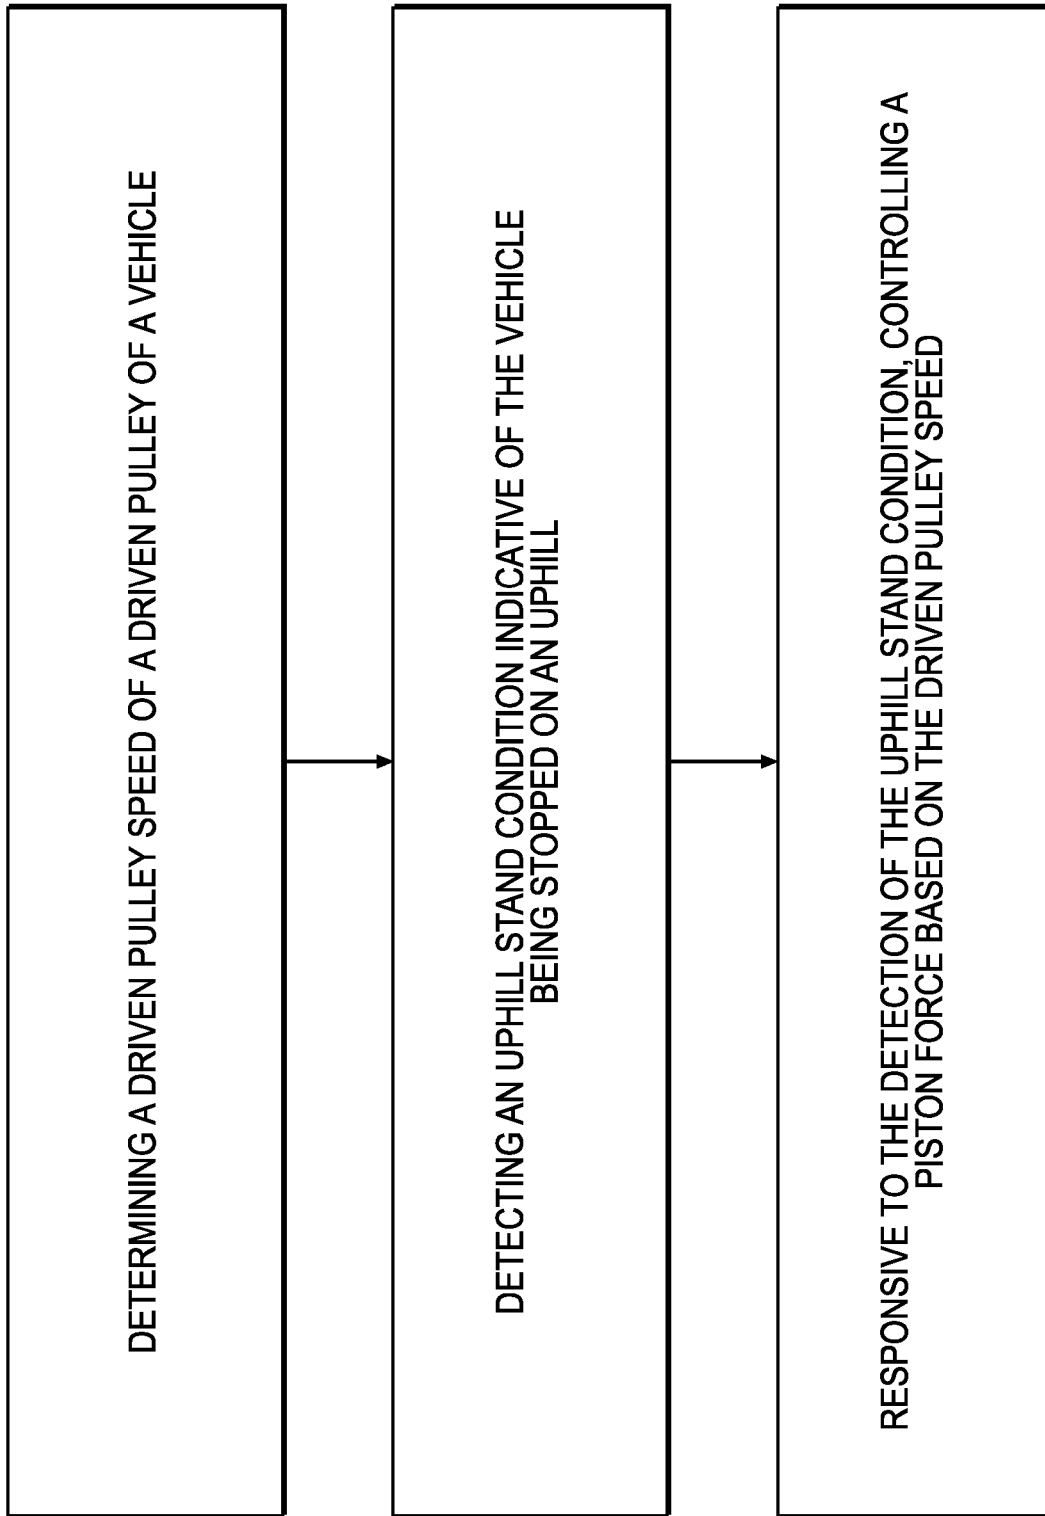 DETERMINING A DRIVEN PULLEY SPEED OF A DRIVEN PULLEY OF A VEHICLE
DETECTING AN UPHILL STAND CONDITION INDICATIVE OF THE VEHICLE
BEING STOPPED ON AN UPHILL
RESPONSIVE TO THE DETECTION OF THE UPHILL STAND CONDITION, CONTROLLING A
PISTON FORCE BASED ON THE DRIVEN PULLEY SPEED